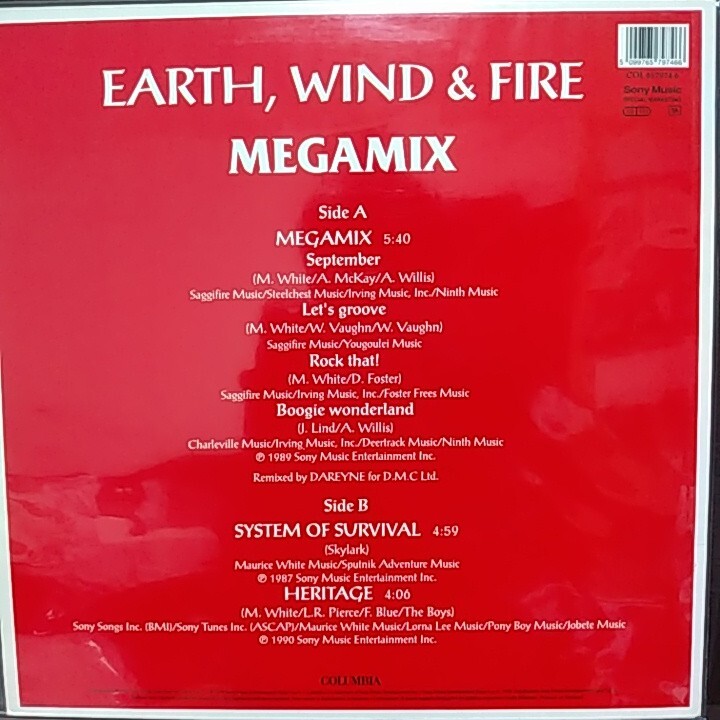 5 099765 797466
Sony Music
EARTH, WIND & FIRE
MEGAMIX
Side A
MEGAMIX 5:40
September
(M. White/A. McKay/A. Willis)
Saggifire Music/Steelchest Music/Irving Music, Inc./Ninth Music
Let's groove
(M. White/W. Vaughn/W. Vaughn)
Saggifire Music/Yougoulei Music
Rock that!
(M. White/D. Foster)
Saggifire Music/Irving Music, Inc./Foster Frees Music
Boogie wonderland
(J. Lind/A. Willis)
Charleville Music/Irving Music, Inc./Deertrack Music/Ninth Music
℗ 1989 Sony Music Entertainment Inc.
Remixed by DAREYNE for D.M.C Ltd.
Side B
SYSTEM OF SURVIVAL 4:59
(Skylark)
Maurice White Music/Sputnik Adventure Music
℗ 1987 Sony Music Entertainment Inc.
HERITAGE 4:06
(M. White/L.R. Pierce/F. Blue/The Boys)
Sony Songs Inc. (BMI)/Sony Tunes Inc. (ASCAP)/Maurice White Music/Lorna Lee Music/Pony Boy Music/Jobete Music
℗ 1990 Sony Music Entertainment Inc.
COLUMBIA